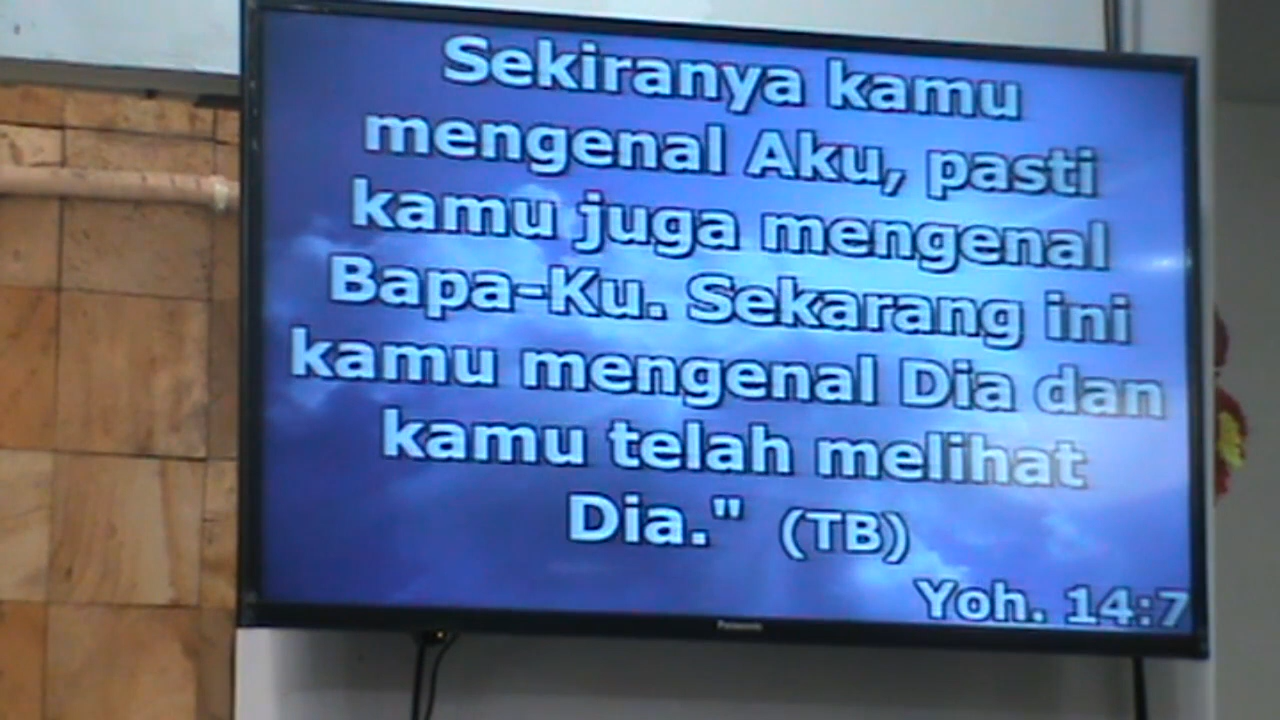 Sekiranya kamu
mengenal Aku, pasti
kamu juga mengenal
Bapa-Ku. Sekarang ini
kamu mengenal Dia dan
kamu telah melihat
Dia." (TB)
Yoh. 14:7
Panasonic